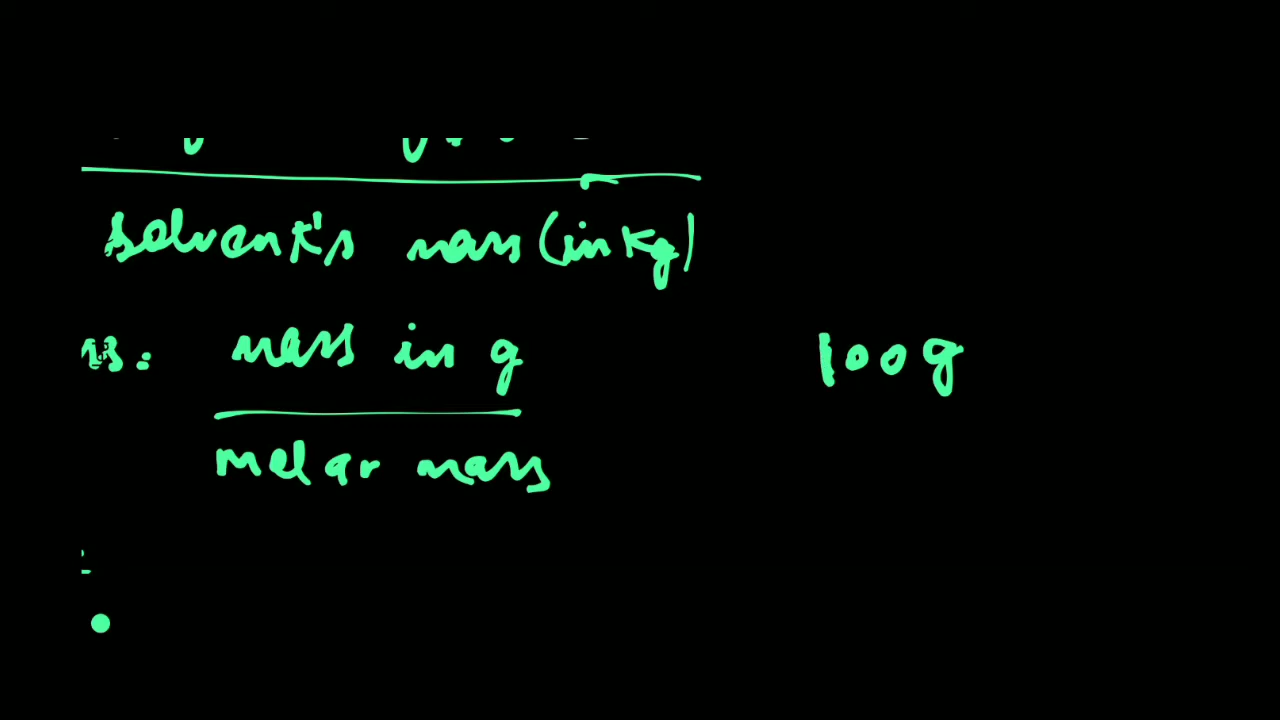 solvent's mass (in kg)
mass in g
100g
molar mass